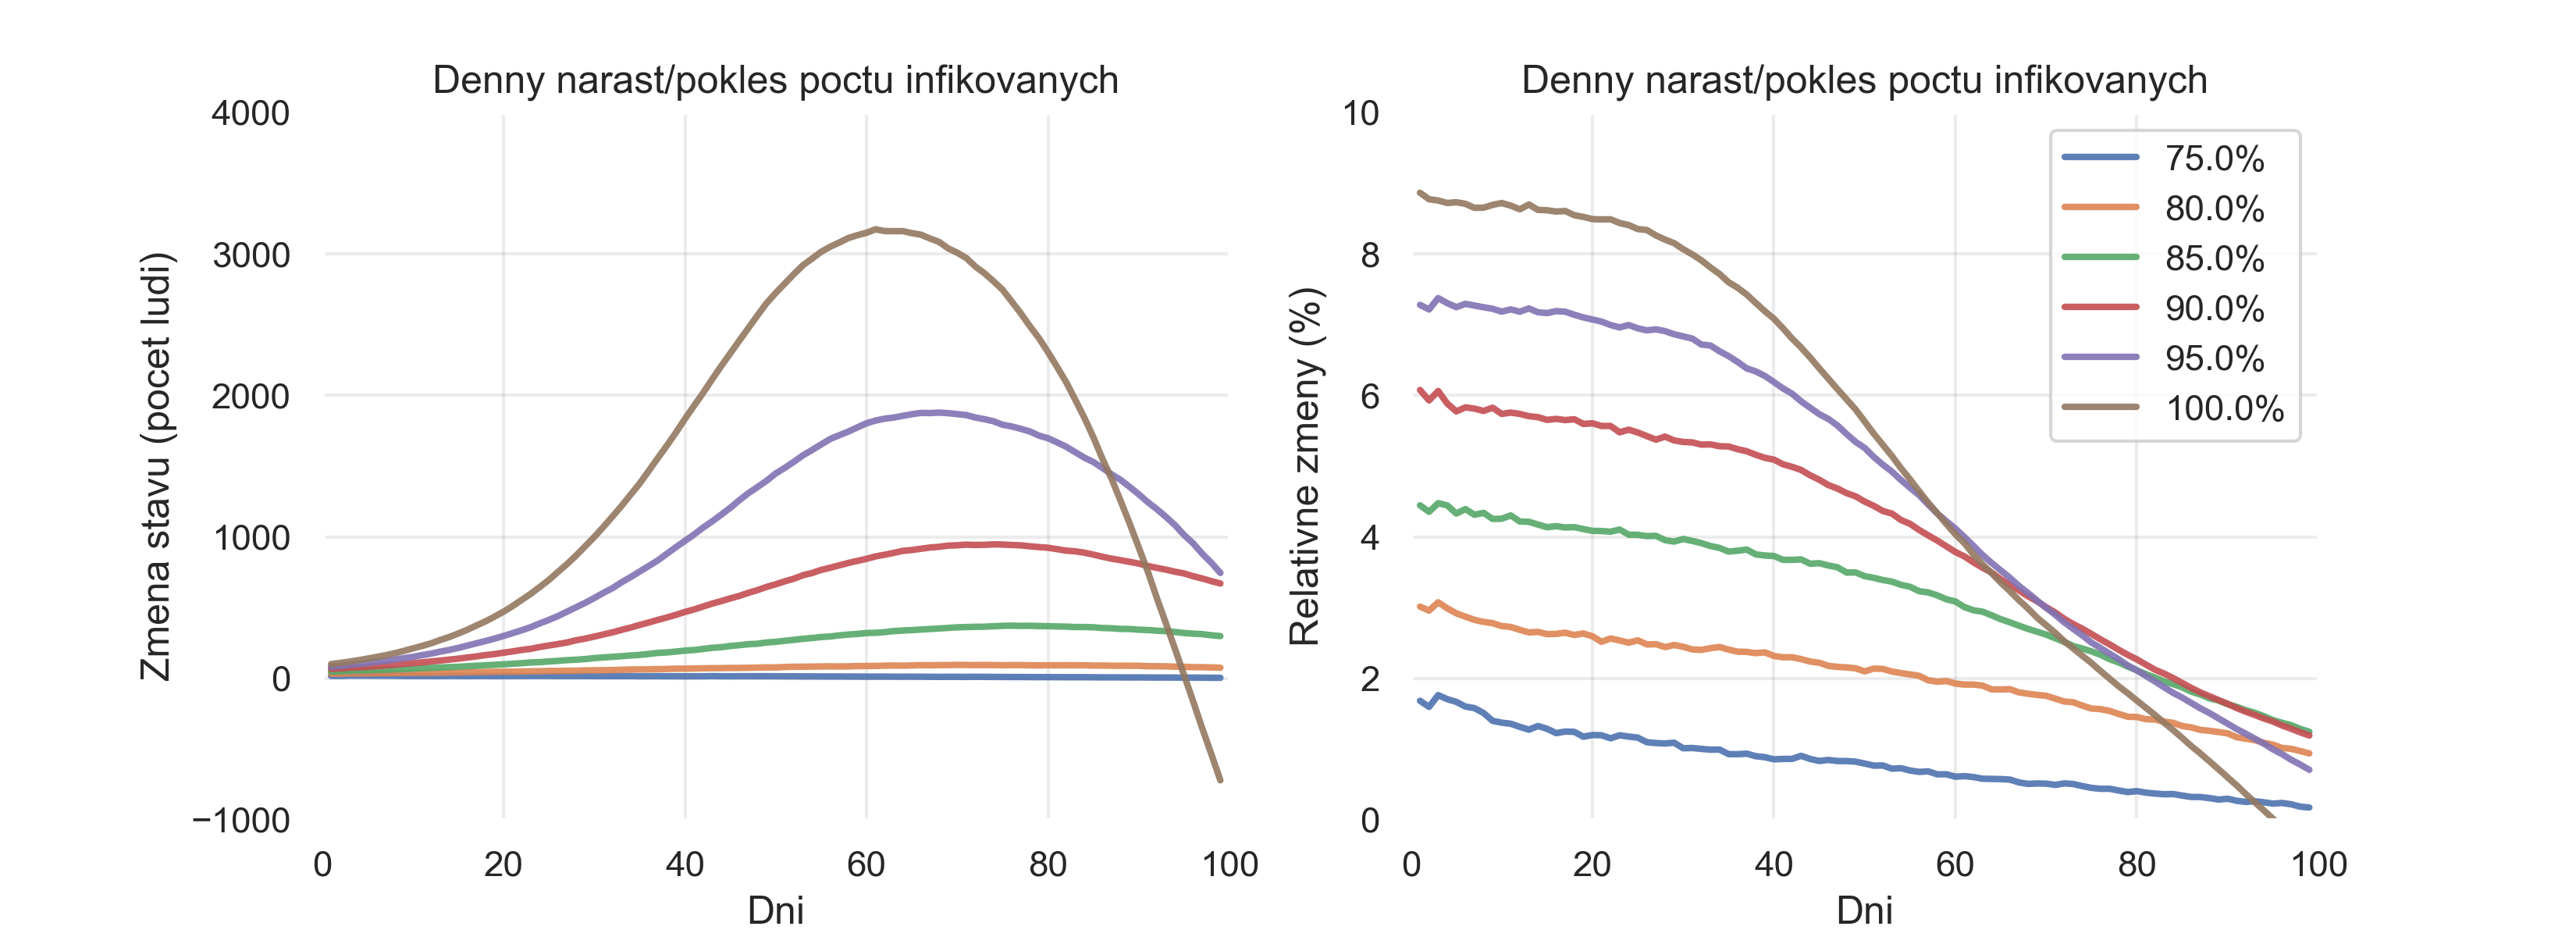 Denny narast/pokles poctu infikovanych
4000
3000
2000
1000
0
−1000
Zmena stavu (pocet ludi)
0 20 40 60 80 100
Dni
Denny narast/pokles poctu infikovanych
10
8
6
4
2
0
Relativne zmeny (%)
0 20 40 60 80 100
Dni
75.0%
80.0%
85.0%
90.0%
95.0%
100.0%